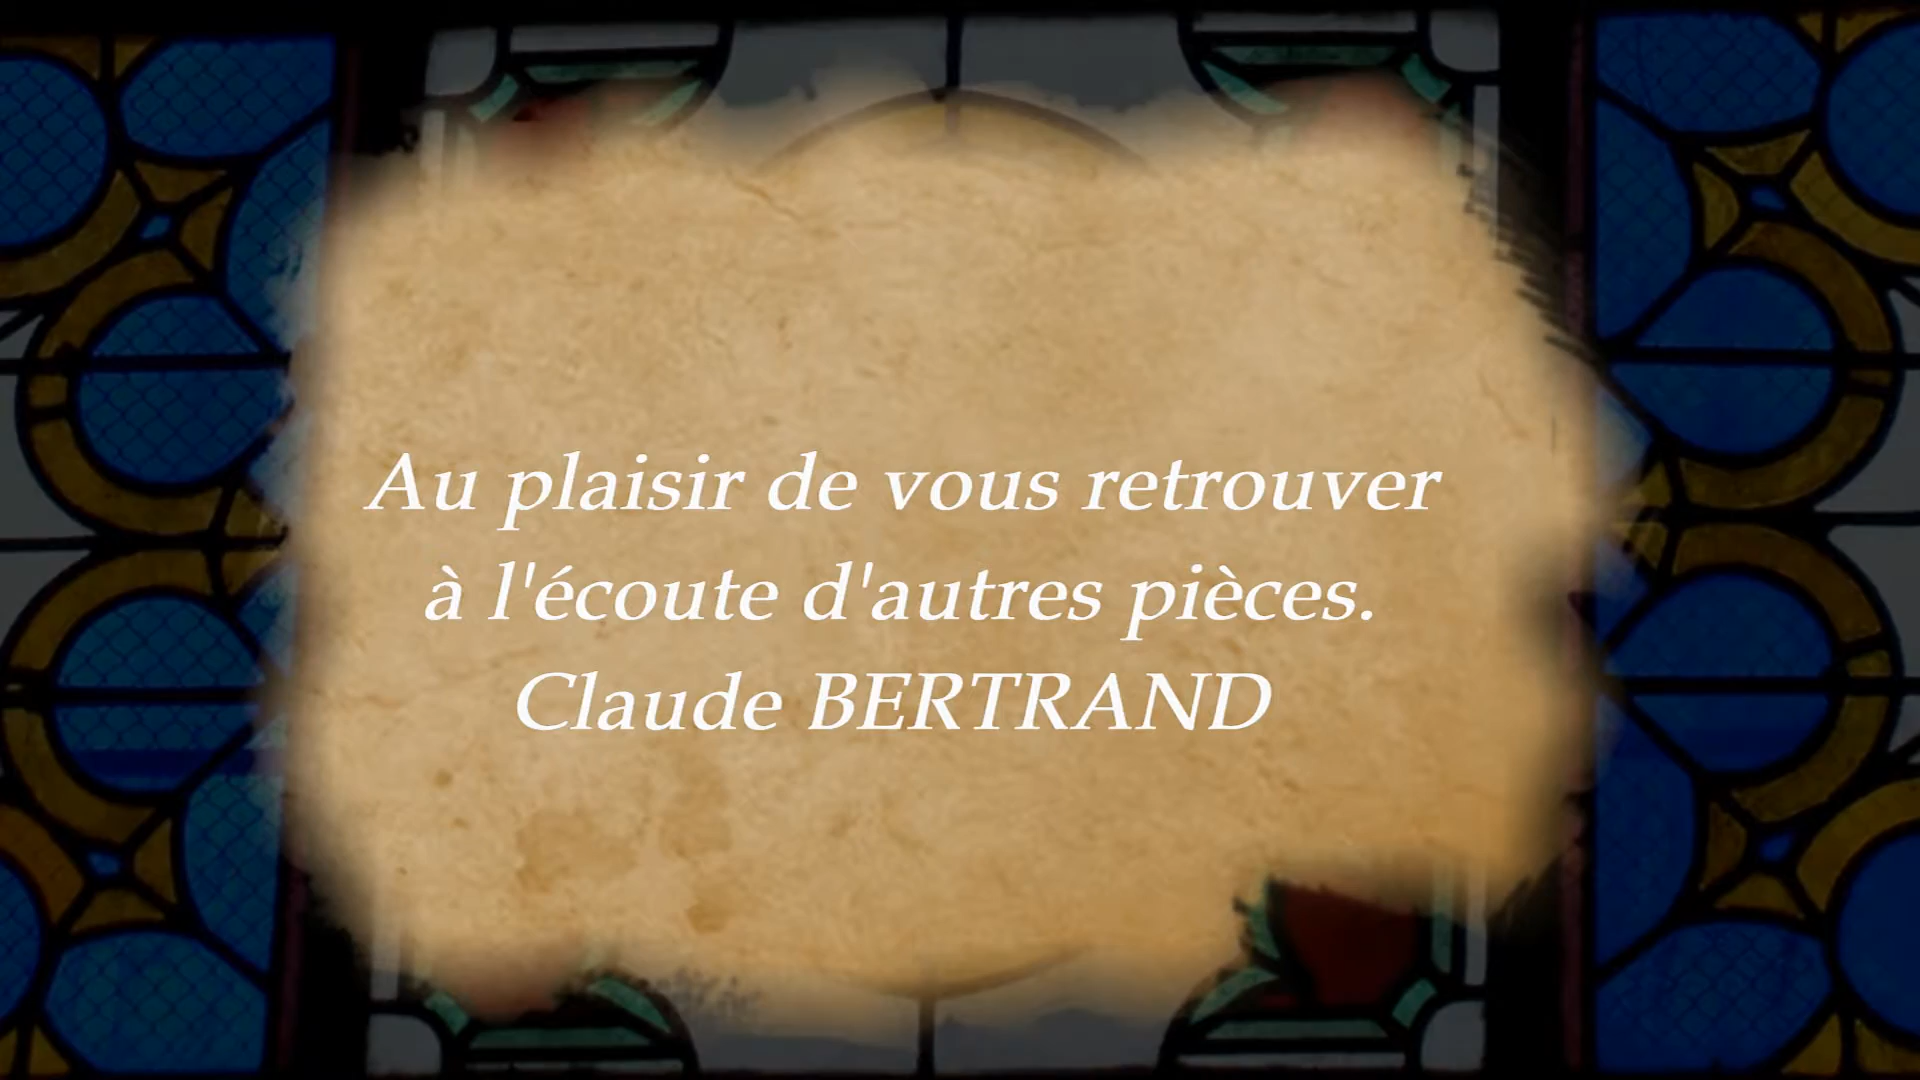 Au plaisir de vous retrouver
à l'écoute d'autres pièces.
Claude BERTRAND